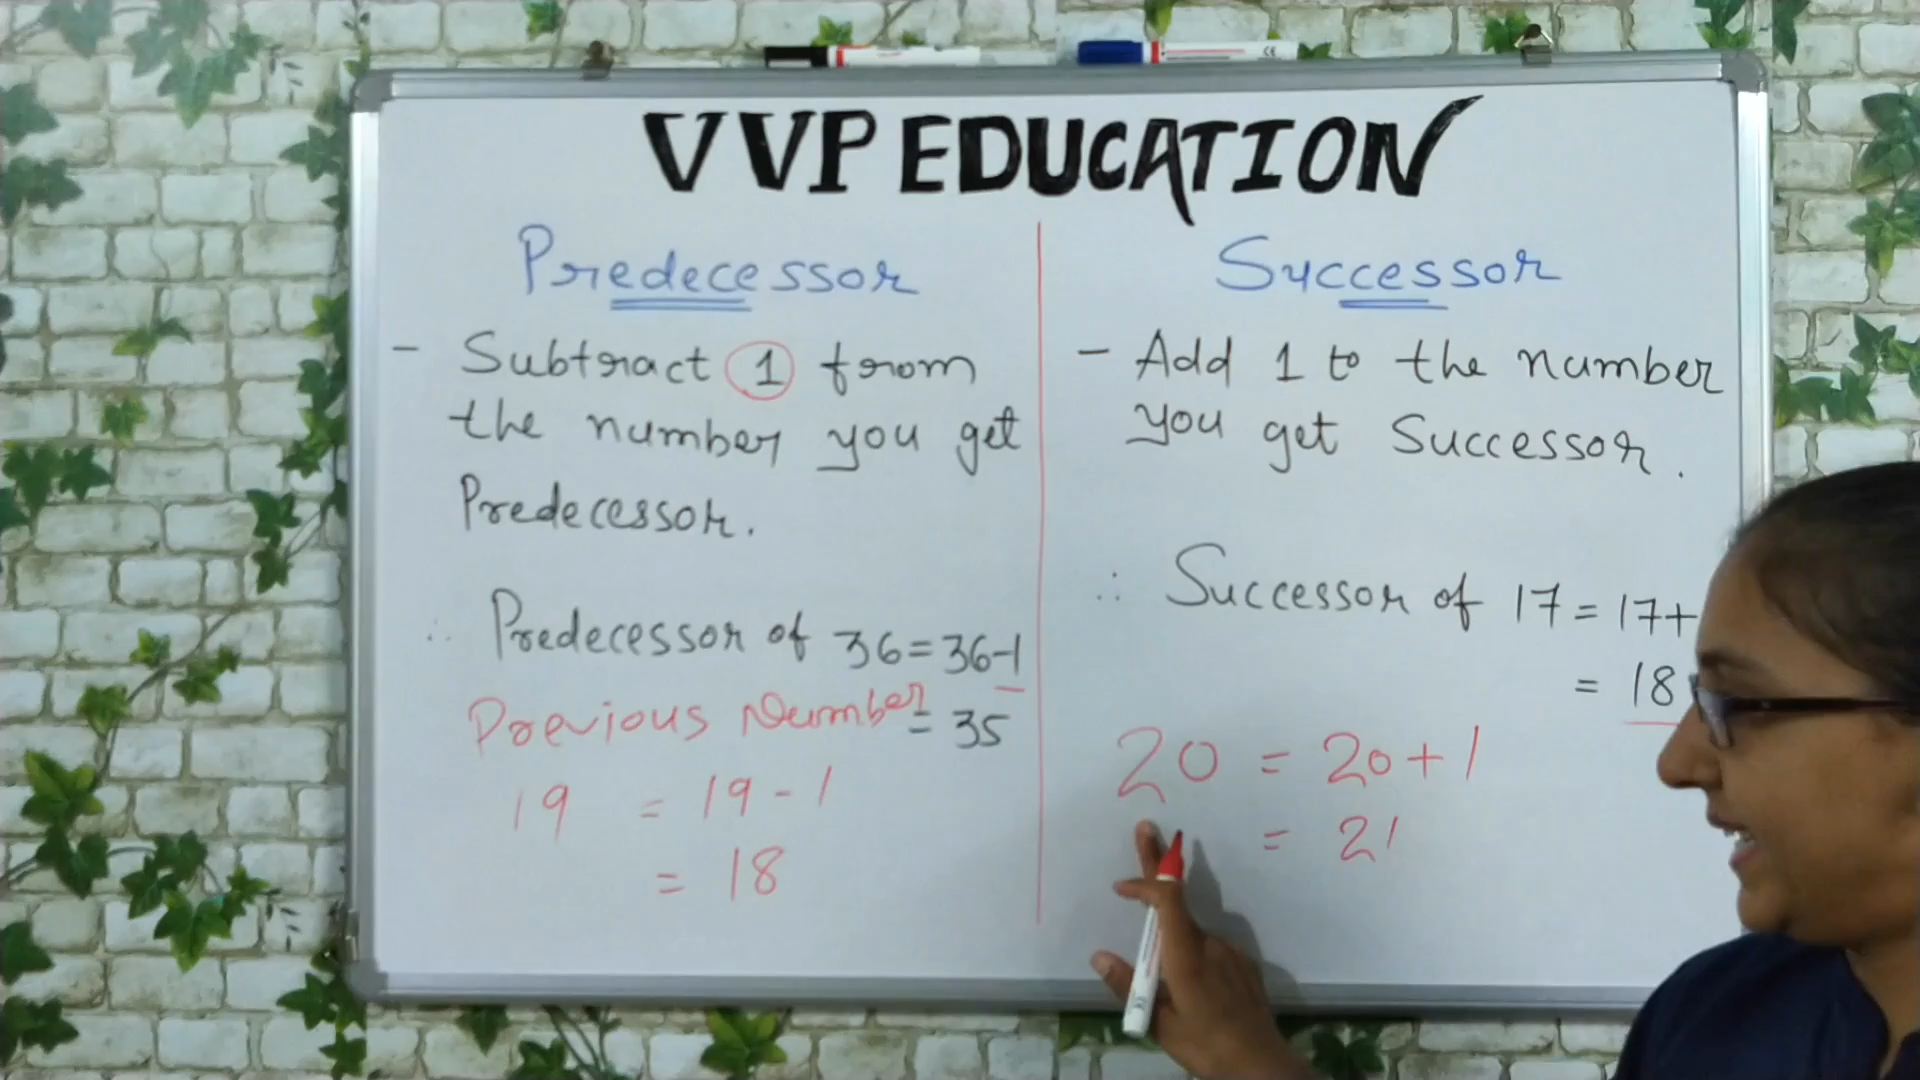 VVP EDUCATION
Predecessor
- Subtract 1 from
the number you get
Predecessor.
∴ Predecessor of 36 = 36-1
Previous Number = 35
19 = 19 - 1
= 18
Successor
- Add 1 to the number
you get Successor.
∴ Successor of 17 = 17+
= 18
20 = 20 + 1
= 21